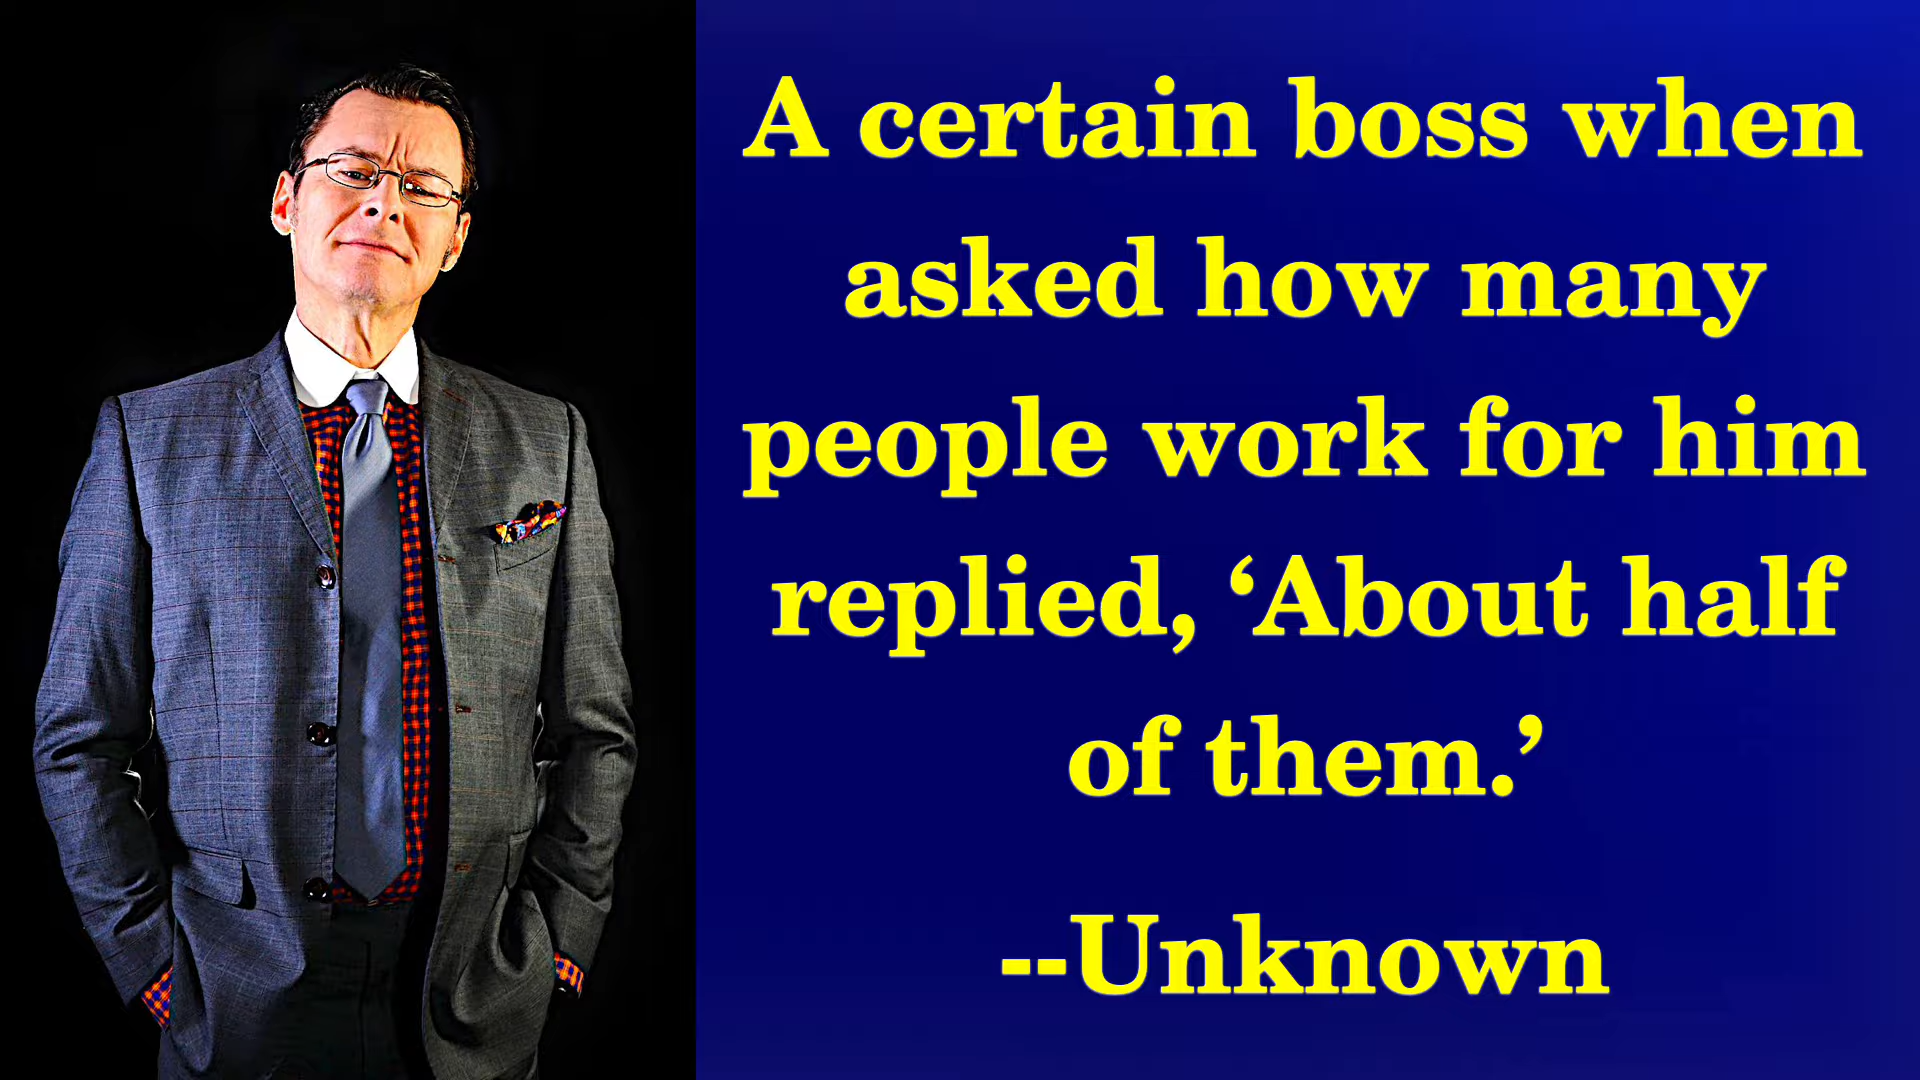 A certain boss when
asked how many
people work for him
replied, ‘About half
of them.’
--Unknown